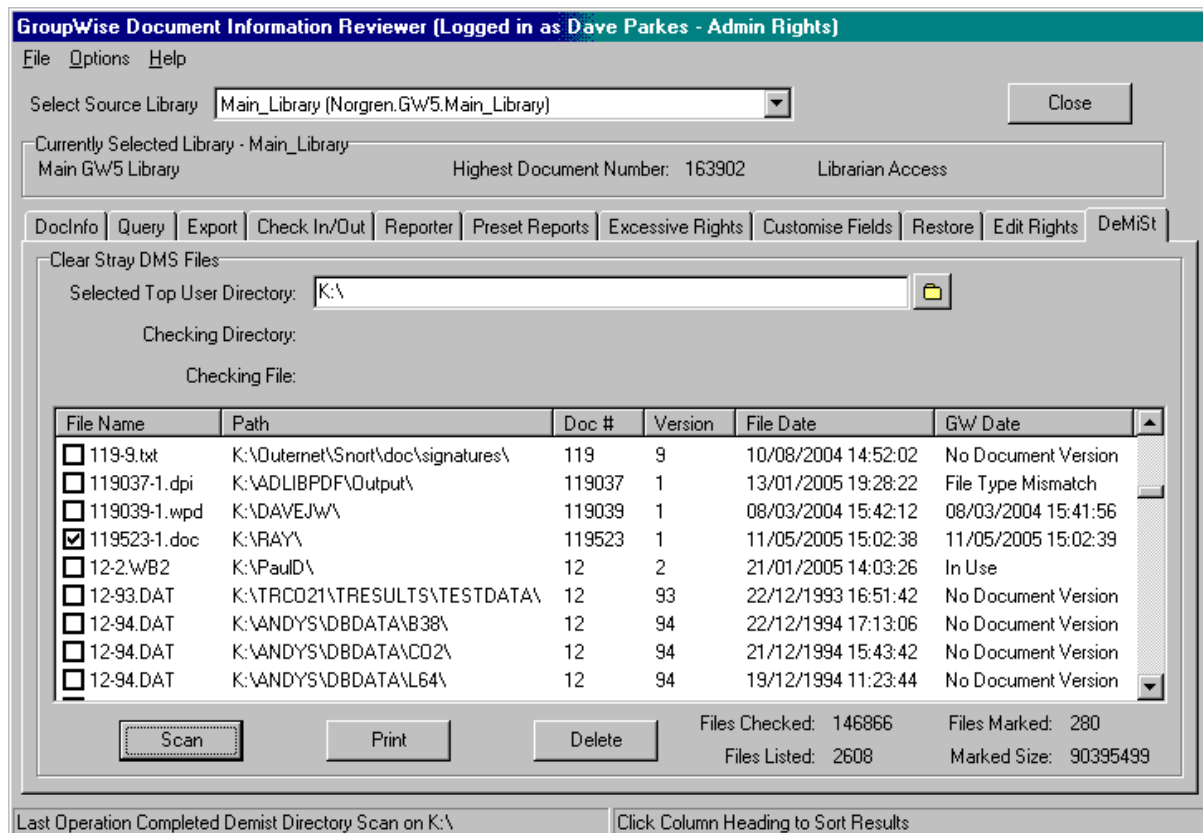 GroupWise Document Information Reviewer (Logged in as Dave Parkes - Admin Rights)
File Options Help
Select Source Library Main_Library (Norgren.GW5.Main_Library) Close
Currently Selected Library - Main_Library
Main GW5 Library Highest Document Number: 163902 Librarian Access
DocInfo Query Export Check In/Out Reporter Preset Reports Excessive Rights Customise Fields Restore Edit Rights DeMiSt
Clear Stray DMS Files
Selected Top User Directory: K:\
Checking Directory:
Checking File:
File Name Path Doc # Version File Date GW Date
119-9.txt K:\Outernet\Snort\doc\signatures\ 119 9 10/08/2004 14:52:02 No Document Version
119037-1.dpi K:\ADLIBPDF\Output\ 119037 1 13/01/2005 19:28:22 File Type Mismatch
119039-1.wpd K:\DAVEJW\ 119039 1 08/03/2004 15:42:12 08/03/2004 15:41:56
119523-1.doc K:\RAY\ 119523 1 11/05/2005 15:02:38 11/05/2005 15:02:39
12-2.WB2 K:\PaulD\ 12 2 21/01/2005 14:03:26 In Use
12-93.DAT K:\TRCO21\TRESULTS\TESTDATA\ 12 93 22/12/1993 16:51:42 No Document Version
12-94.DAT K:\ANDYS\DBDATA\B38\ 12 94 22/12/1994 17:13:06 No Document Version
12-94.DAT K:\ANDYS\DBDATA\CO2\ 12 94 21/12/1994 15:43:42 No Document Version
12-94.DAT K:\ANDYS\DBDATA\L64\ 12 94 19/12/1994 11:23:44 No Document Version
Scan Print Delete Files Checked: 146866 Files Marked: 280
Files Listed: 2608 Marked Size: 90395499
Last Operation Completed Demist Directory Scan on K:\ Click Column Heading to Sort Results